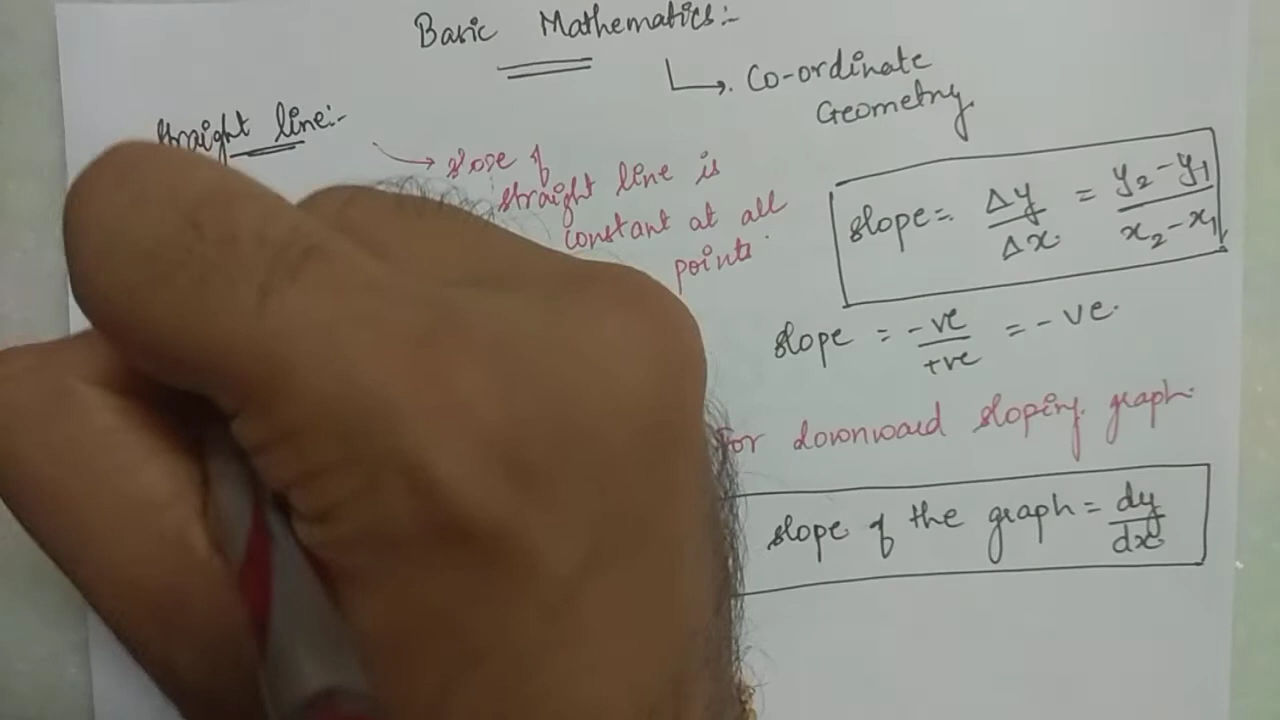 Basic Mathematics:-
↳ Co-ordinate
Geometry
straight line:-
→ slope of
straight line is
constant at all
points.
slope = Δy/Δx = y₂-y₁/x₂-x₁
slope = -ve/+ve = -ve.
for downward sloping graph.
slope of the graph = dy/dx